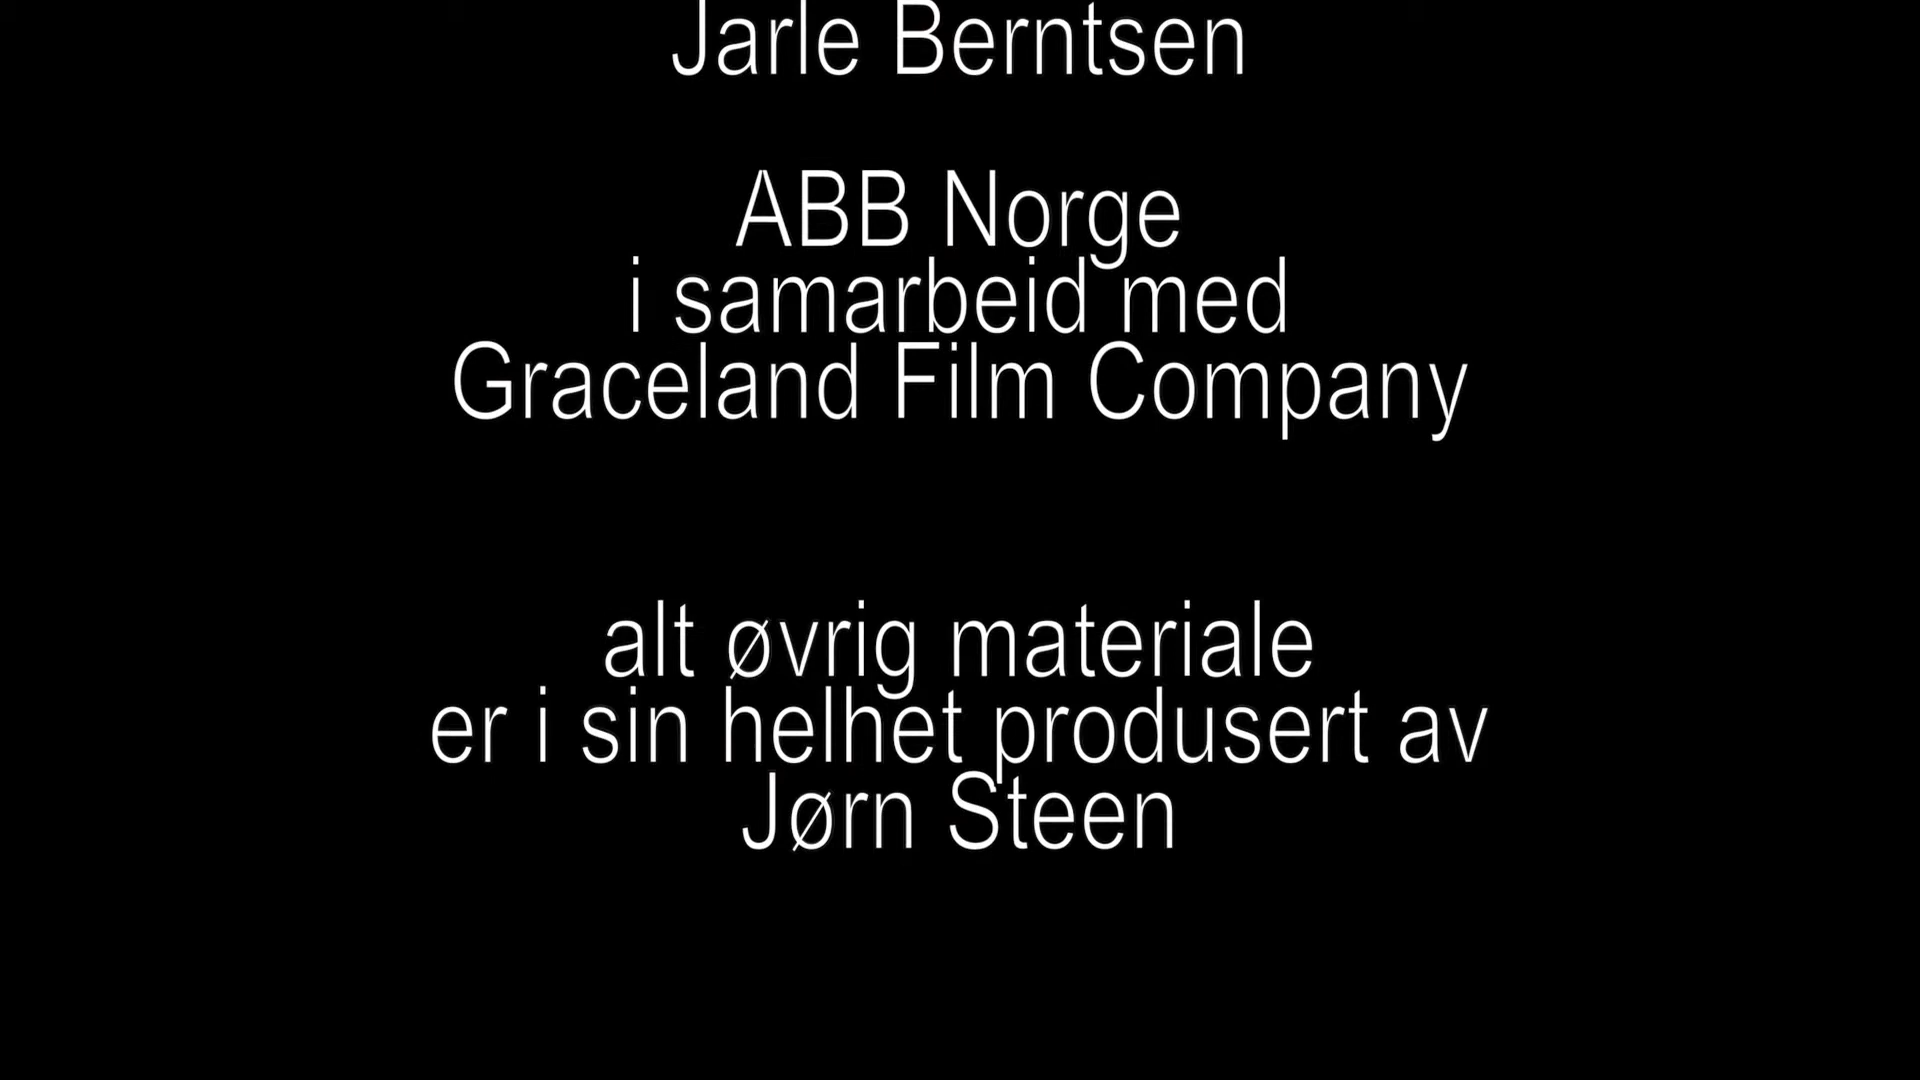 Jarle Berntsen
ABB Norge
i samarbeid med
Graceland Film Company
alt øvrig materiale
er i sin helhet produsert av
Jørn Steen